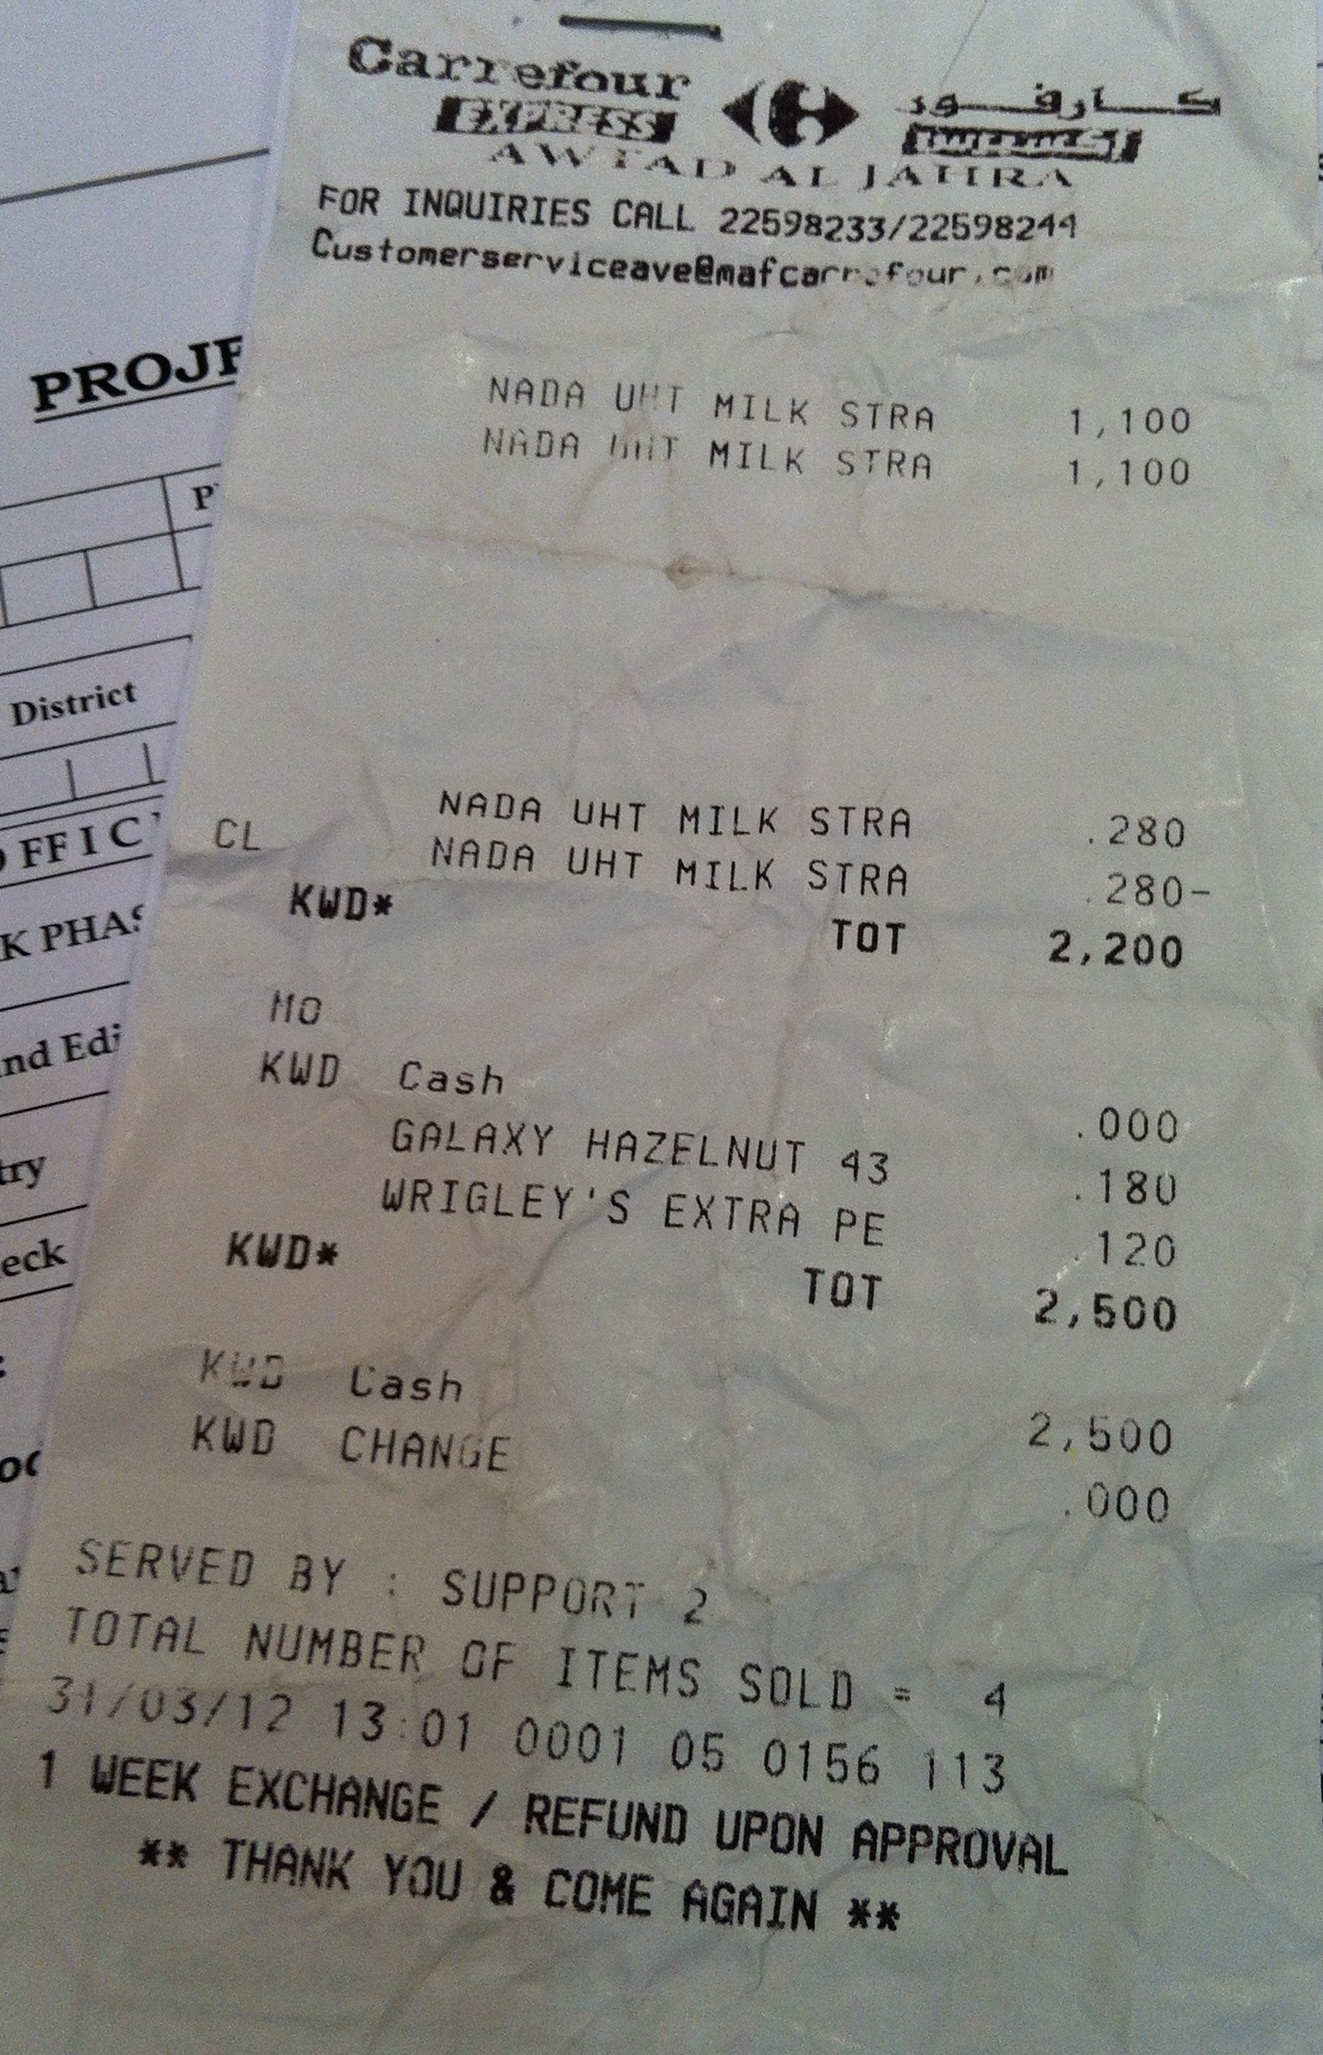 Carrefour كارفور
EXPRESS إكسبريس
AWTAD AL JAHRA
FOR INQUIRIES CALL 22598233/22598244
Customerserviceave@mafcarrefour.com
NADA UHT MILK STRA 1,100
NADA UHT MILK STRA 1,100
NADA UHT MILK STRA .280
CL NADA UHT MILK STRA .280-
KWD* TOT 2,200
MO
KWD Cash .000
GALAXY HAZELNUT 43 .180
WRIGLEY'S EXTRA PE .120
KWD* TOT 2,500
KWD Cash 2,500
KWD CHANGE .000
SERVED BY : SUPPORT 2
TOTAL NUMBER OF ITEMS SOLD = 4
31/03/12 13:01 0001 05 0156 113
1 WEEK EXCHANGE / REFUND UPON APPROVAL
** THANK YOU & COME AGAIN **
PROJE
P
District
OFFIC
K PHAS
nd Edi
try
eck